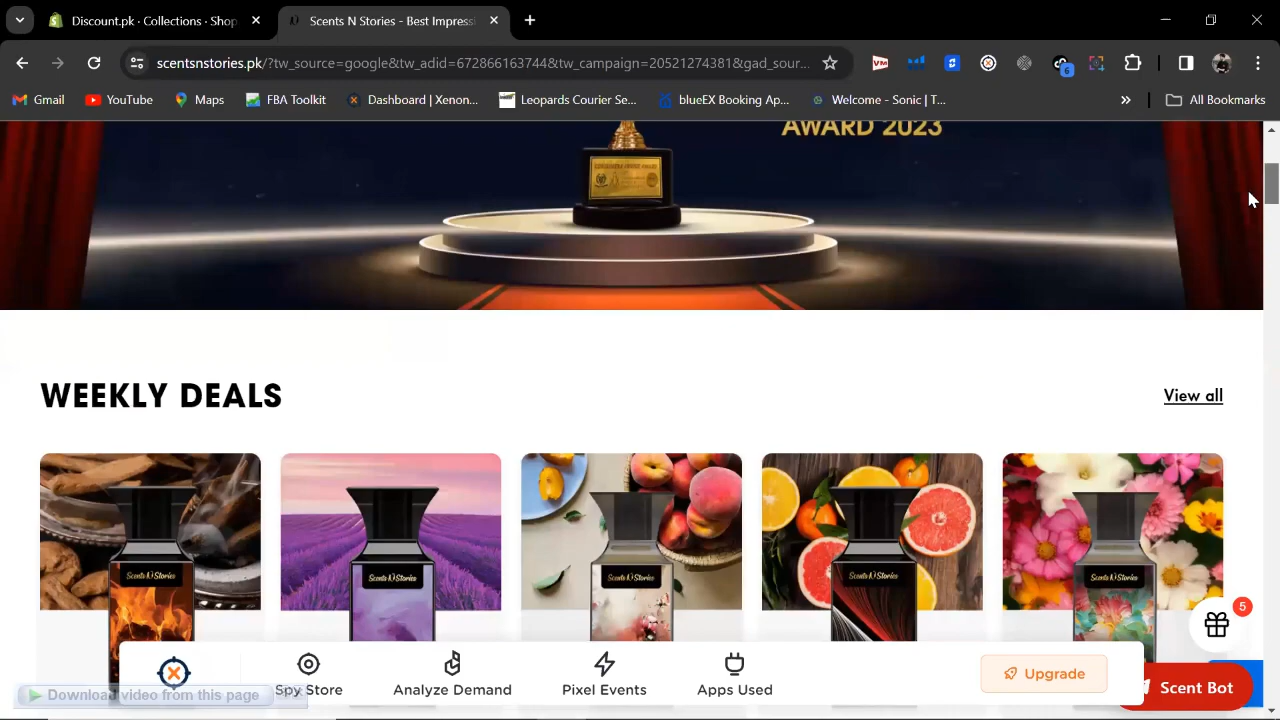 Discount.pk · Collections · Shop
Scents N Stories - Best Impress
scentsnstories.pk/?tw_source=google&tw_adid=672866163744&tw_campaign=20521274381&gad_sour...
6
Gmail
YouTube
Maps
FBA Toolkit
Dashboard | Xenon...
Leopards Courier Se...
blueEX Booking Ap...
Welcome - Sonic | T...
All Bookmarks
AWARD 2023
WEEKLY DEALS
View all
Scents N Stories
Scents N Stories
Scents N Stories
Scents N Stories
Scents N Stories
5
Spy Store
Analyze Demand
Pixel Events
Apps Used
Upgrade
Download video from this page
Scent Bot